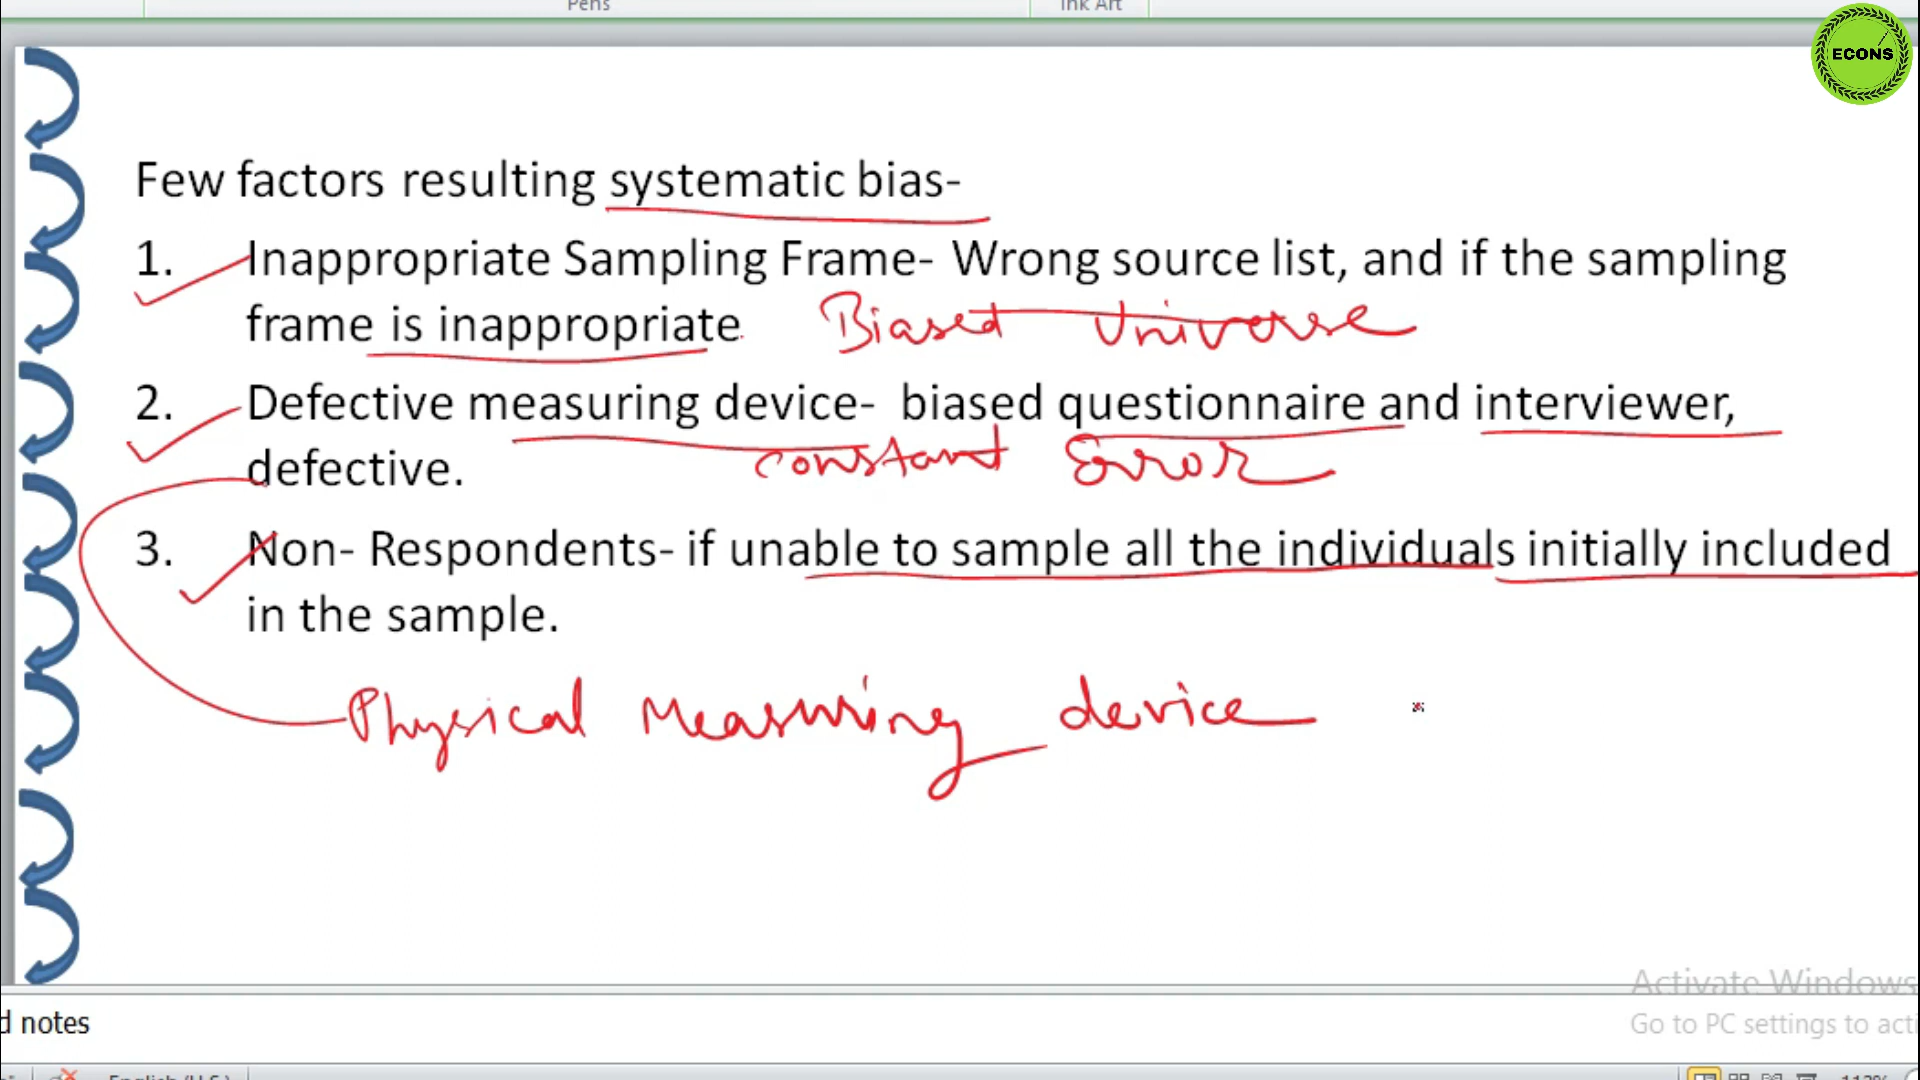 Pens Ink Art
ECONS
Few factors resulting systematic bias-
1. Inappropriate Sampling Frame- Wrong source list, and if the sampling
frame is inappropriate. Biased Universe
2. Defective measuring device- biased questionnaire and interviewer,
defective. constant Error
3. Non- Respondents- if unable to sample all the individuals initially included
in the sample.
Physical Measuring device
Activate Windows
d notes
Go to PC settings to acti
English (U.S.) 112%